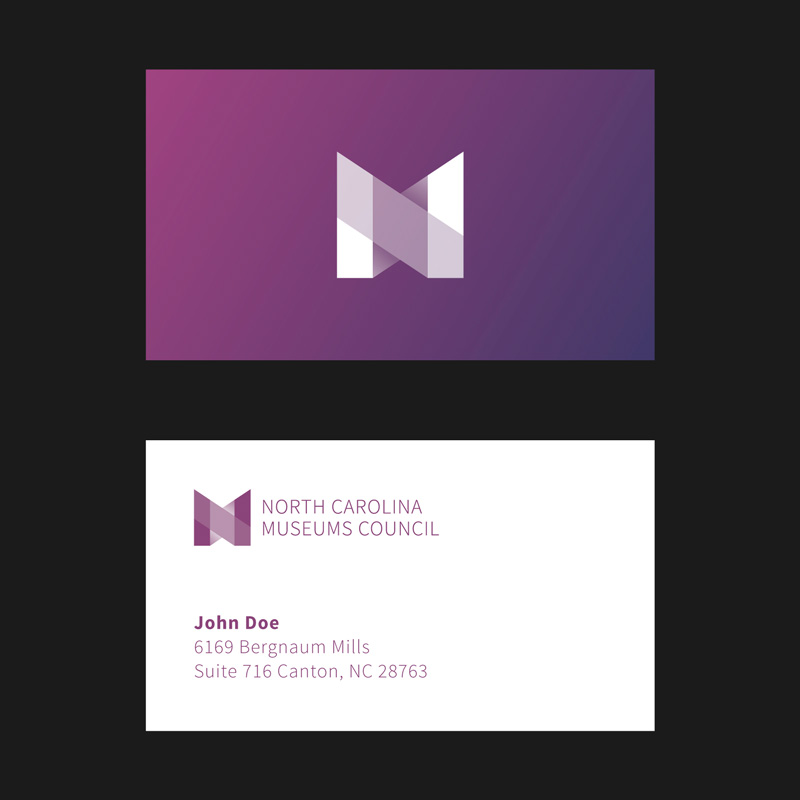 NORTH CAROLINA
MUSEUMS COUNCIL
John Doe
6169 Bergnaum Mills
Suite 716 Canton, NC 28763